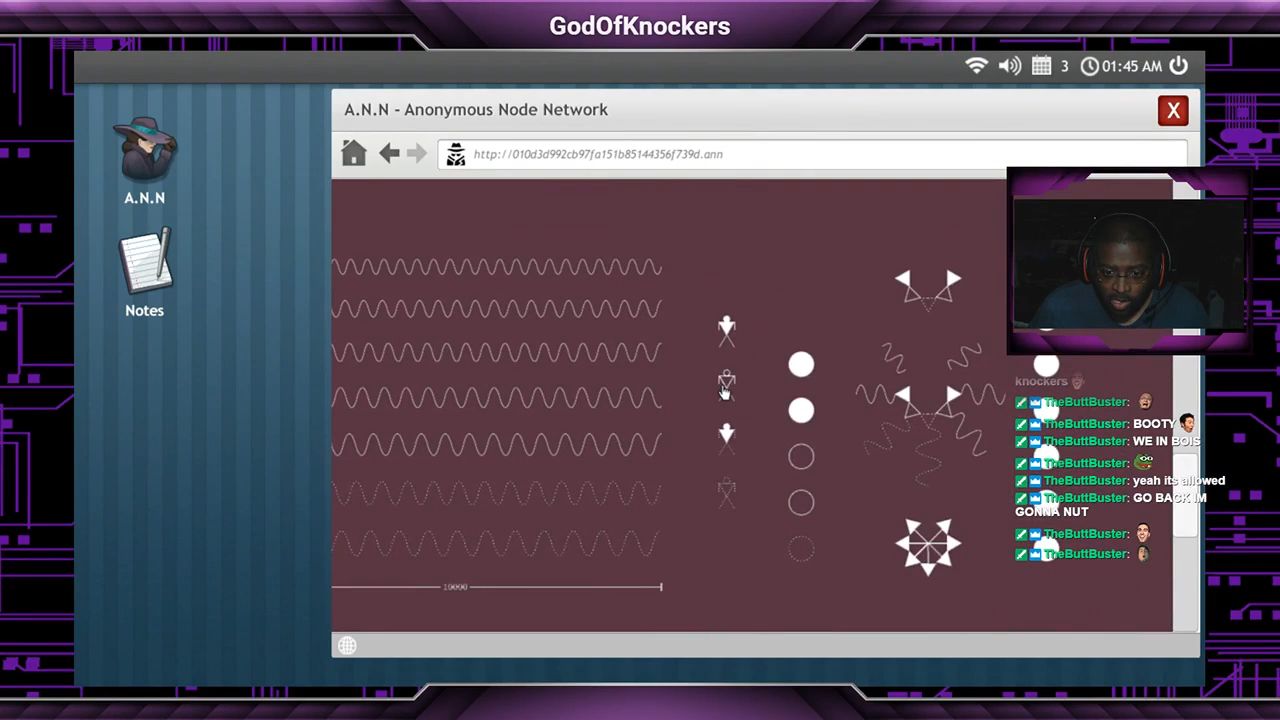 GodOfKnockers
3 01:45 AM
A.N.N - Anonymous Node Network
X
http://010d3d992cb97fa151b85144356f739d.ann
A.N.N
Notes
knockers
TheButtBuster:
TheButtBuster: BOOTY
TheButtBuster: WE IN BOIS
TheButtBuster:
TheButtBuster: yeah its allowed
TheButtBuster: GO BACK IM
GONNA NUT
TheButtBuster:
TheButtBuster:
10000